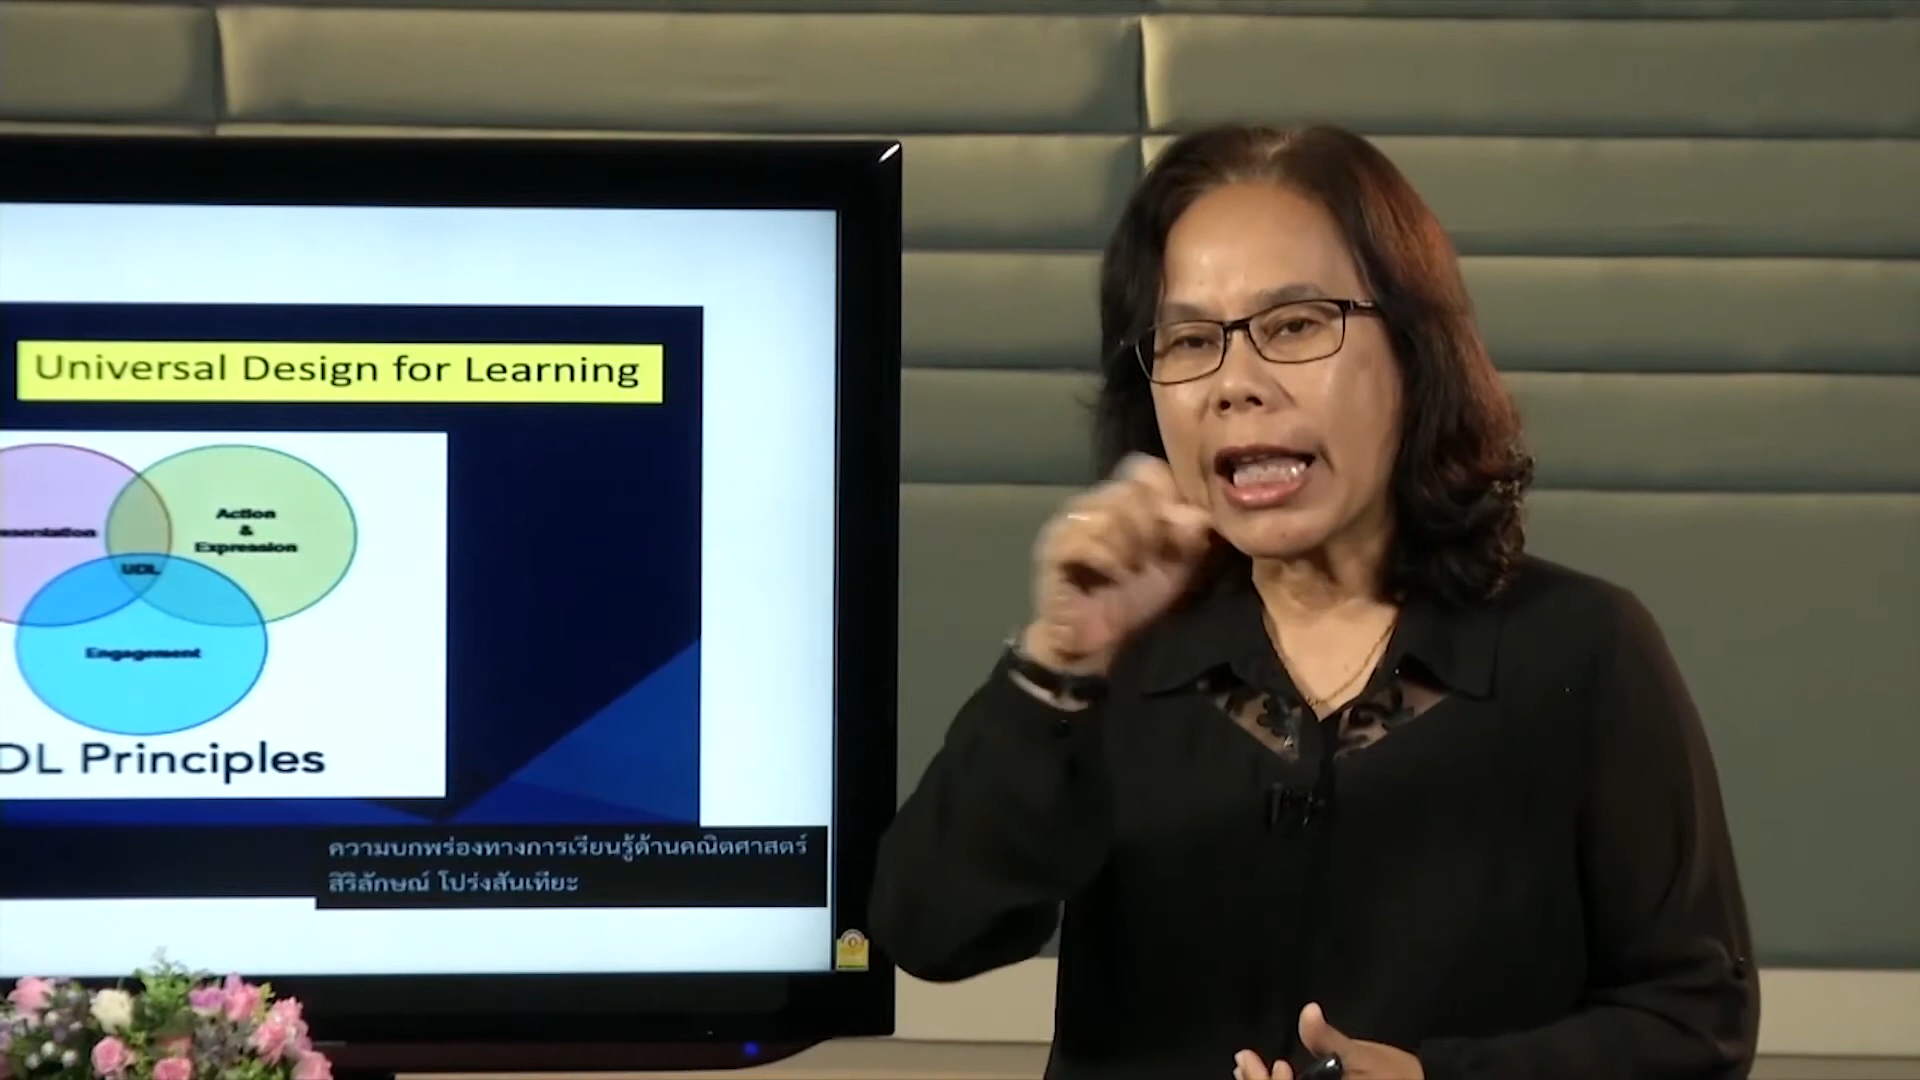 Universal Design for Learning
esentation
Action
&
Expression
UDL
Engagement
DL Principles
ความบกพร่องทางการเรียนรู้ด้านคณิตศาสตร์
สิริลักษณ์ โปร่งสันเทียะ